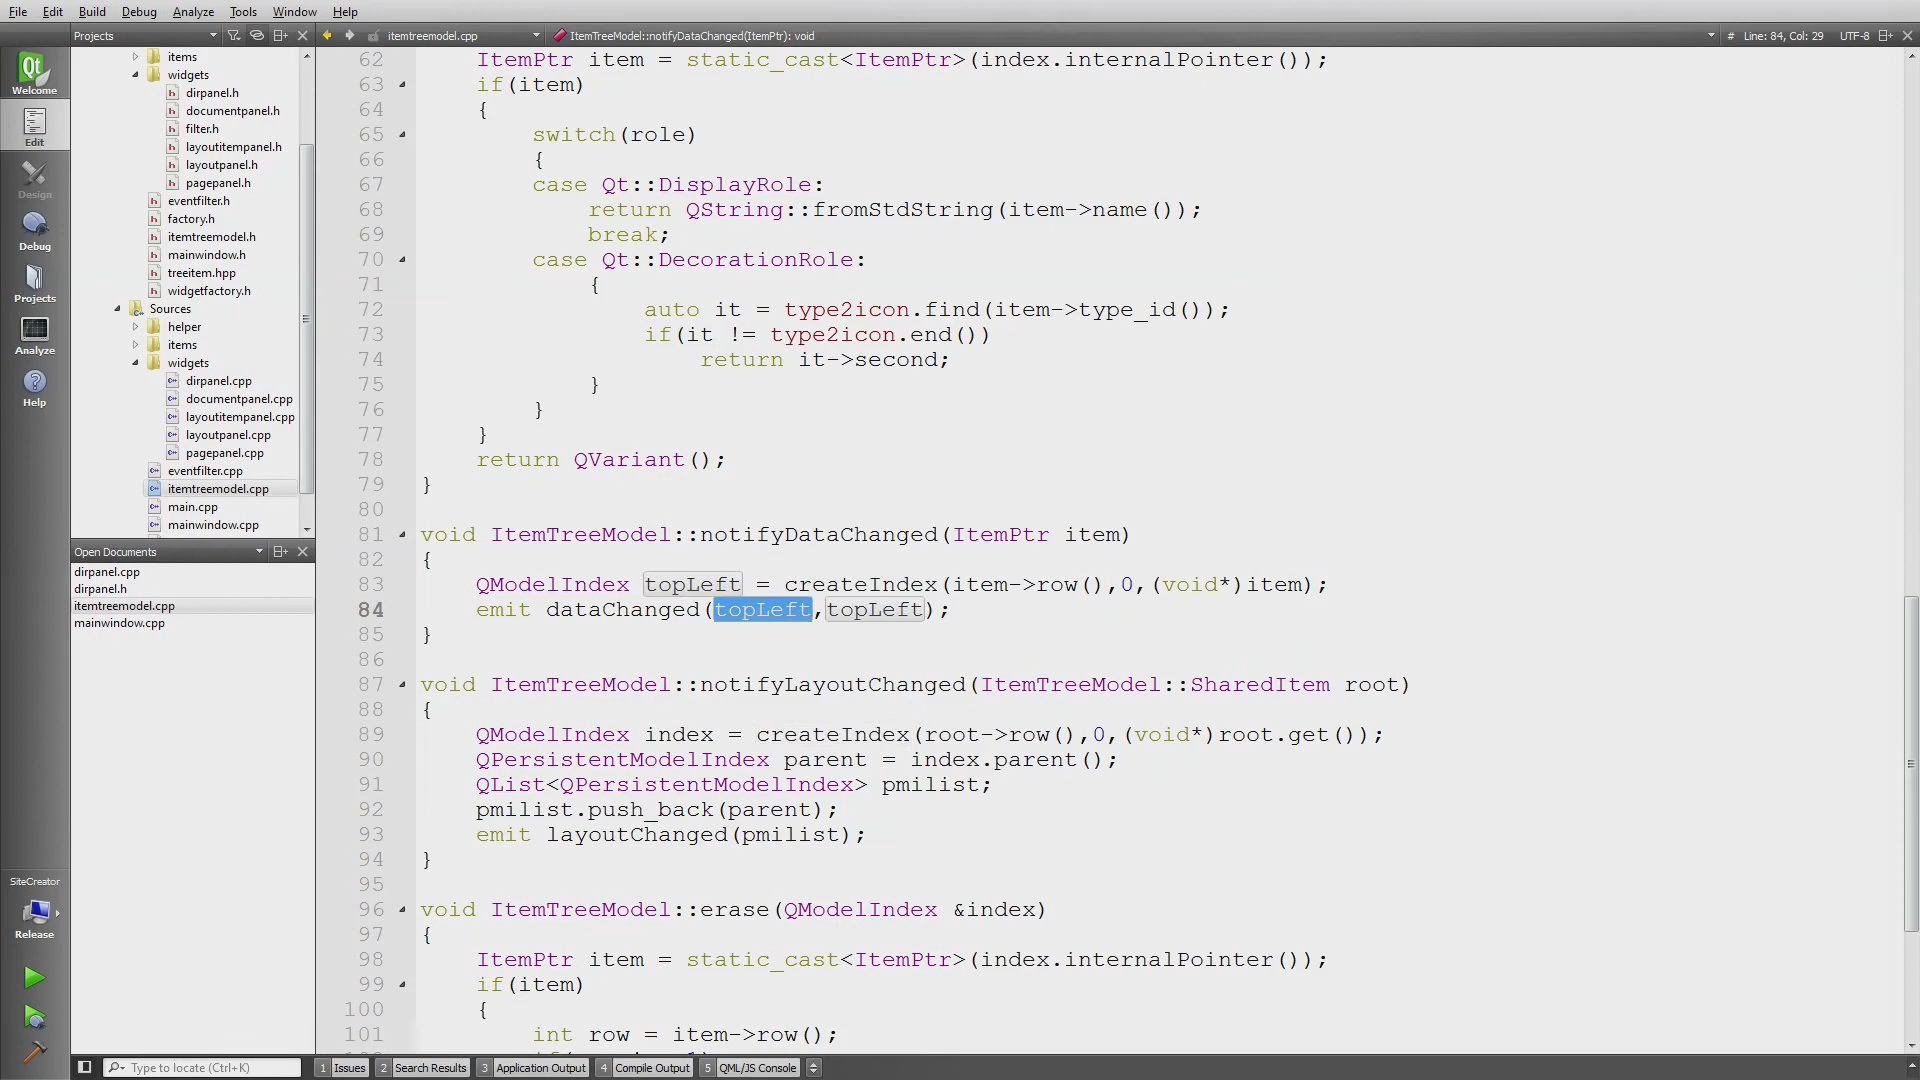 File Edit Build Debug Analyze Tools Window Help
Projects itemtreemodel.cpp ItemTreeModel::notifyDataChanged(ItemPtr): void # Line: 84, Col: 29 UTF-8
Qt
Welcome
Edit
Design
Debug
Projects
Analyze
Help
items
widgets
dirpanel.h
documentpanel.h
filter.h
layoutitempanel.h
layoutpanel.h
pagepanel.h
eventfilter.h
factory.h
itemtreemodel.h
mainwindow.h
treeitem.hpp
widgetfactory.h
Sources
helper
items
widgets
dirpanel.cpp
documentpanel.cpp
layoutitempanel.cpp
layoutpanel.cpp
pagepanel.cpp
eventfilter.cpp
itemtreemodel.cpp
main.cpp
mainwindow.cpp
Open Documents
dirpanel.cpp
dirpanel.h
itemtreemodel.cpp
mainwindow.cpp
62 ItemPtr item = static_cast<ItemPtr>(index.internalPointer());
63 if(item)
64 {
65 switch(role)
66 {
67 case Qt::DisplayRole:
68 return QString::fromStdString(item->name());
69 break;
70 case Qt::DecorationRole:
71 {
72 auto it = type2icon.find(item->type_id());
73 if(it != type2icon.end())
74 return it->second;
75 }
76 }
77 }
78 return QVariant();
79 }
80
81 void ItemTreeModel::notifyDataChanged(ItemPtr item)
82 {
83 QModelIndex topLeft = createIndex(item->row(),0,(void*)item);
84 emit dataChanged(topLeft,topLeft);
85 }
86
87 void ItemTreeModel::notifyLayoutChanged(ItemTreeModel::SharedItem root)
88 {
89 QModelIndex index = createIndex(root->row(),0,(void*)root.get());
90 QPersistentModelIndex parent = index.parent();
91 QList<QPersistentModelIndex> pmilist;
92 pmilist.push_back(parent);
93 emit layoutChanged(pmilist);
94 }
95
96 void ItemTreeModel::erase(QModelIndex &index)
97 {
98 ItemPtr item = static_cast<ItemPtr>(index.internalPointer());
99 if(item)
100 {
101 int row = item->row();
SiteCreator
Release
Type to locate (Ctrl+K) 1 Issues 2 Search Results 3 Application Output 4 Compile Output 5 QML/JS Console